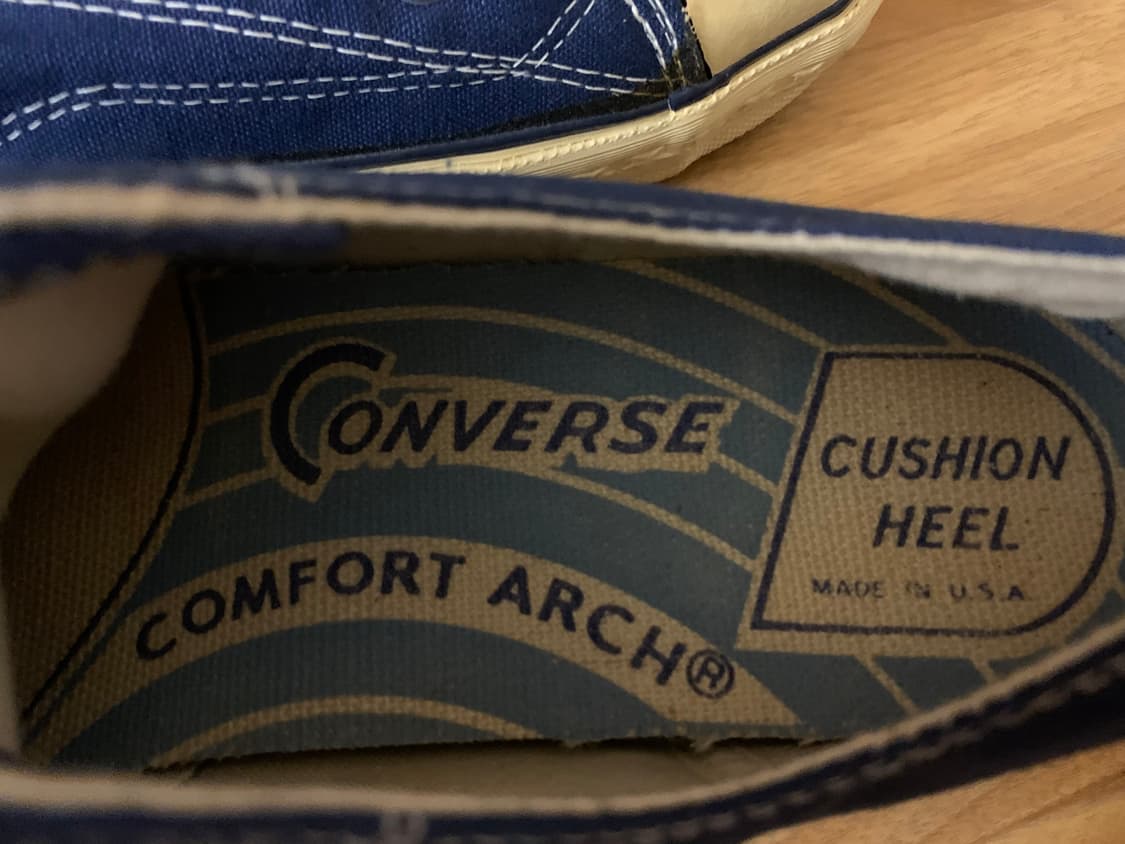 CONVERSE
COMFORT ARCH®
CUSHION
HEEL
MADE IN U.S.A.